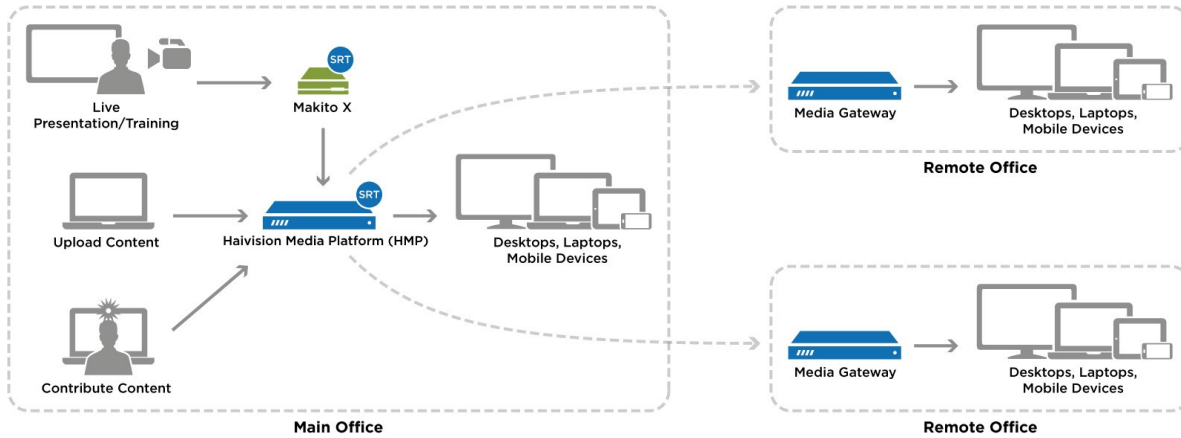 SRT
Live
Presentation/Training
Makito X
SRT
Upload Content
Haivision Media Platform (HMP)
Desktops, Laptops,
Mobile Devices
Contribute Content
Main Office
Media Gateway
Desktops, Laptops,
Mobile Devices
Remote Office
Media Gateway
Desktops, Laptops,
Mobile Devices
Remote Office